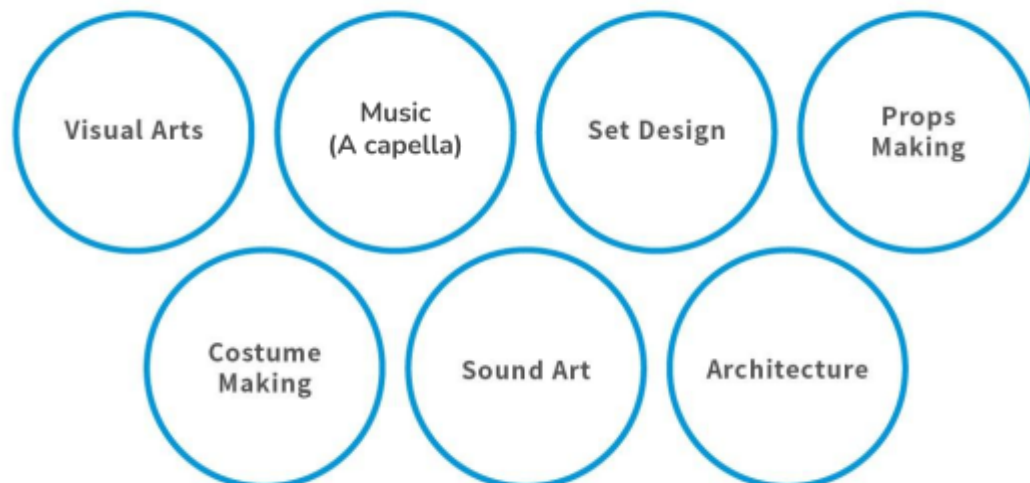 Visual Arts
Music
(A capella)
Set Design
Props
Making
Costume
Making
Sound Art
Architecture